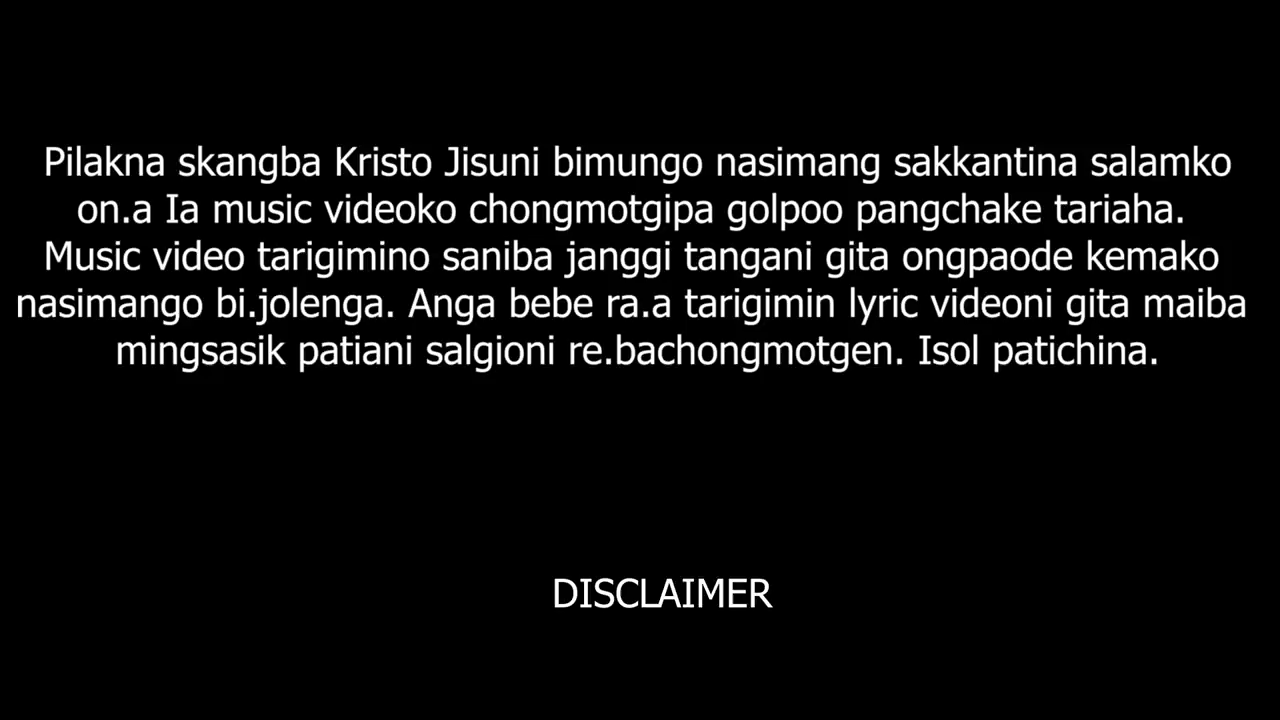 Pilakna skangba Kristo Jisuni bimungo nasimang sakkantina salamko
on.a Ia music videoko chongmotgipa golpoo pangchake tariaha.
Music video tarigimino saniba janggi tangani gita ongpaode kemako
nasimango bi.jolenga. Anga bebe ra.a tarigimin lyric videoni gita maiba
mingsasik patiani salgioni re.bachongmotgen. Isol patichina.
DISCLAIMER